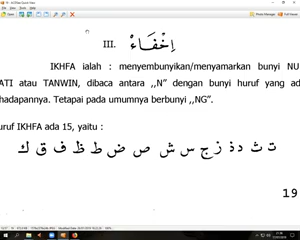 III. إِخْفَاءْ
IKHFA ialah : menyembunyikan/menyamarkan bunyi NU
ATI atau TANWIN, dibaca antara ,,N" dengan bunyi huruf yang ad
hadapannya. Tetapi pada umumnya berbunyi ,,NG".
uruf IKHFA ada 15, yaitu :
ت ث د ذ ز ج س ش ص ض ط ظ ف ق ك
19